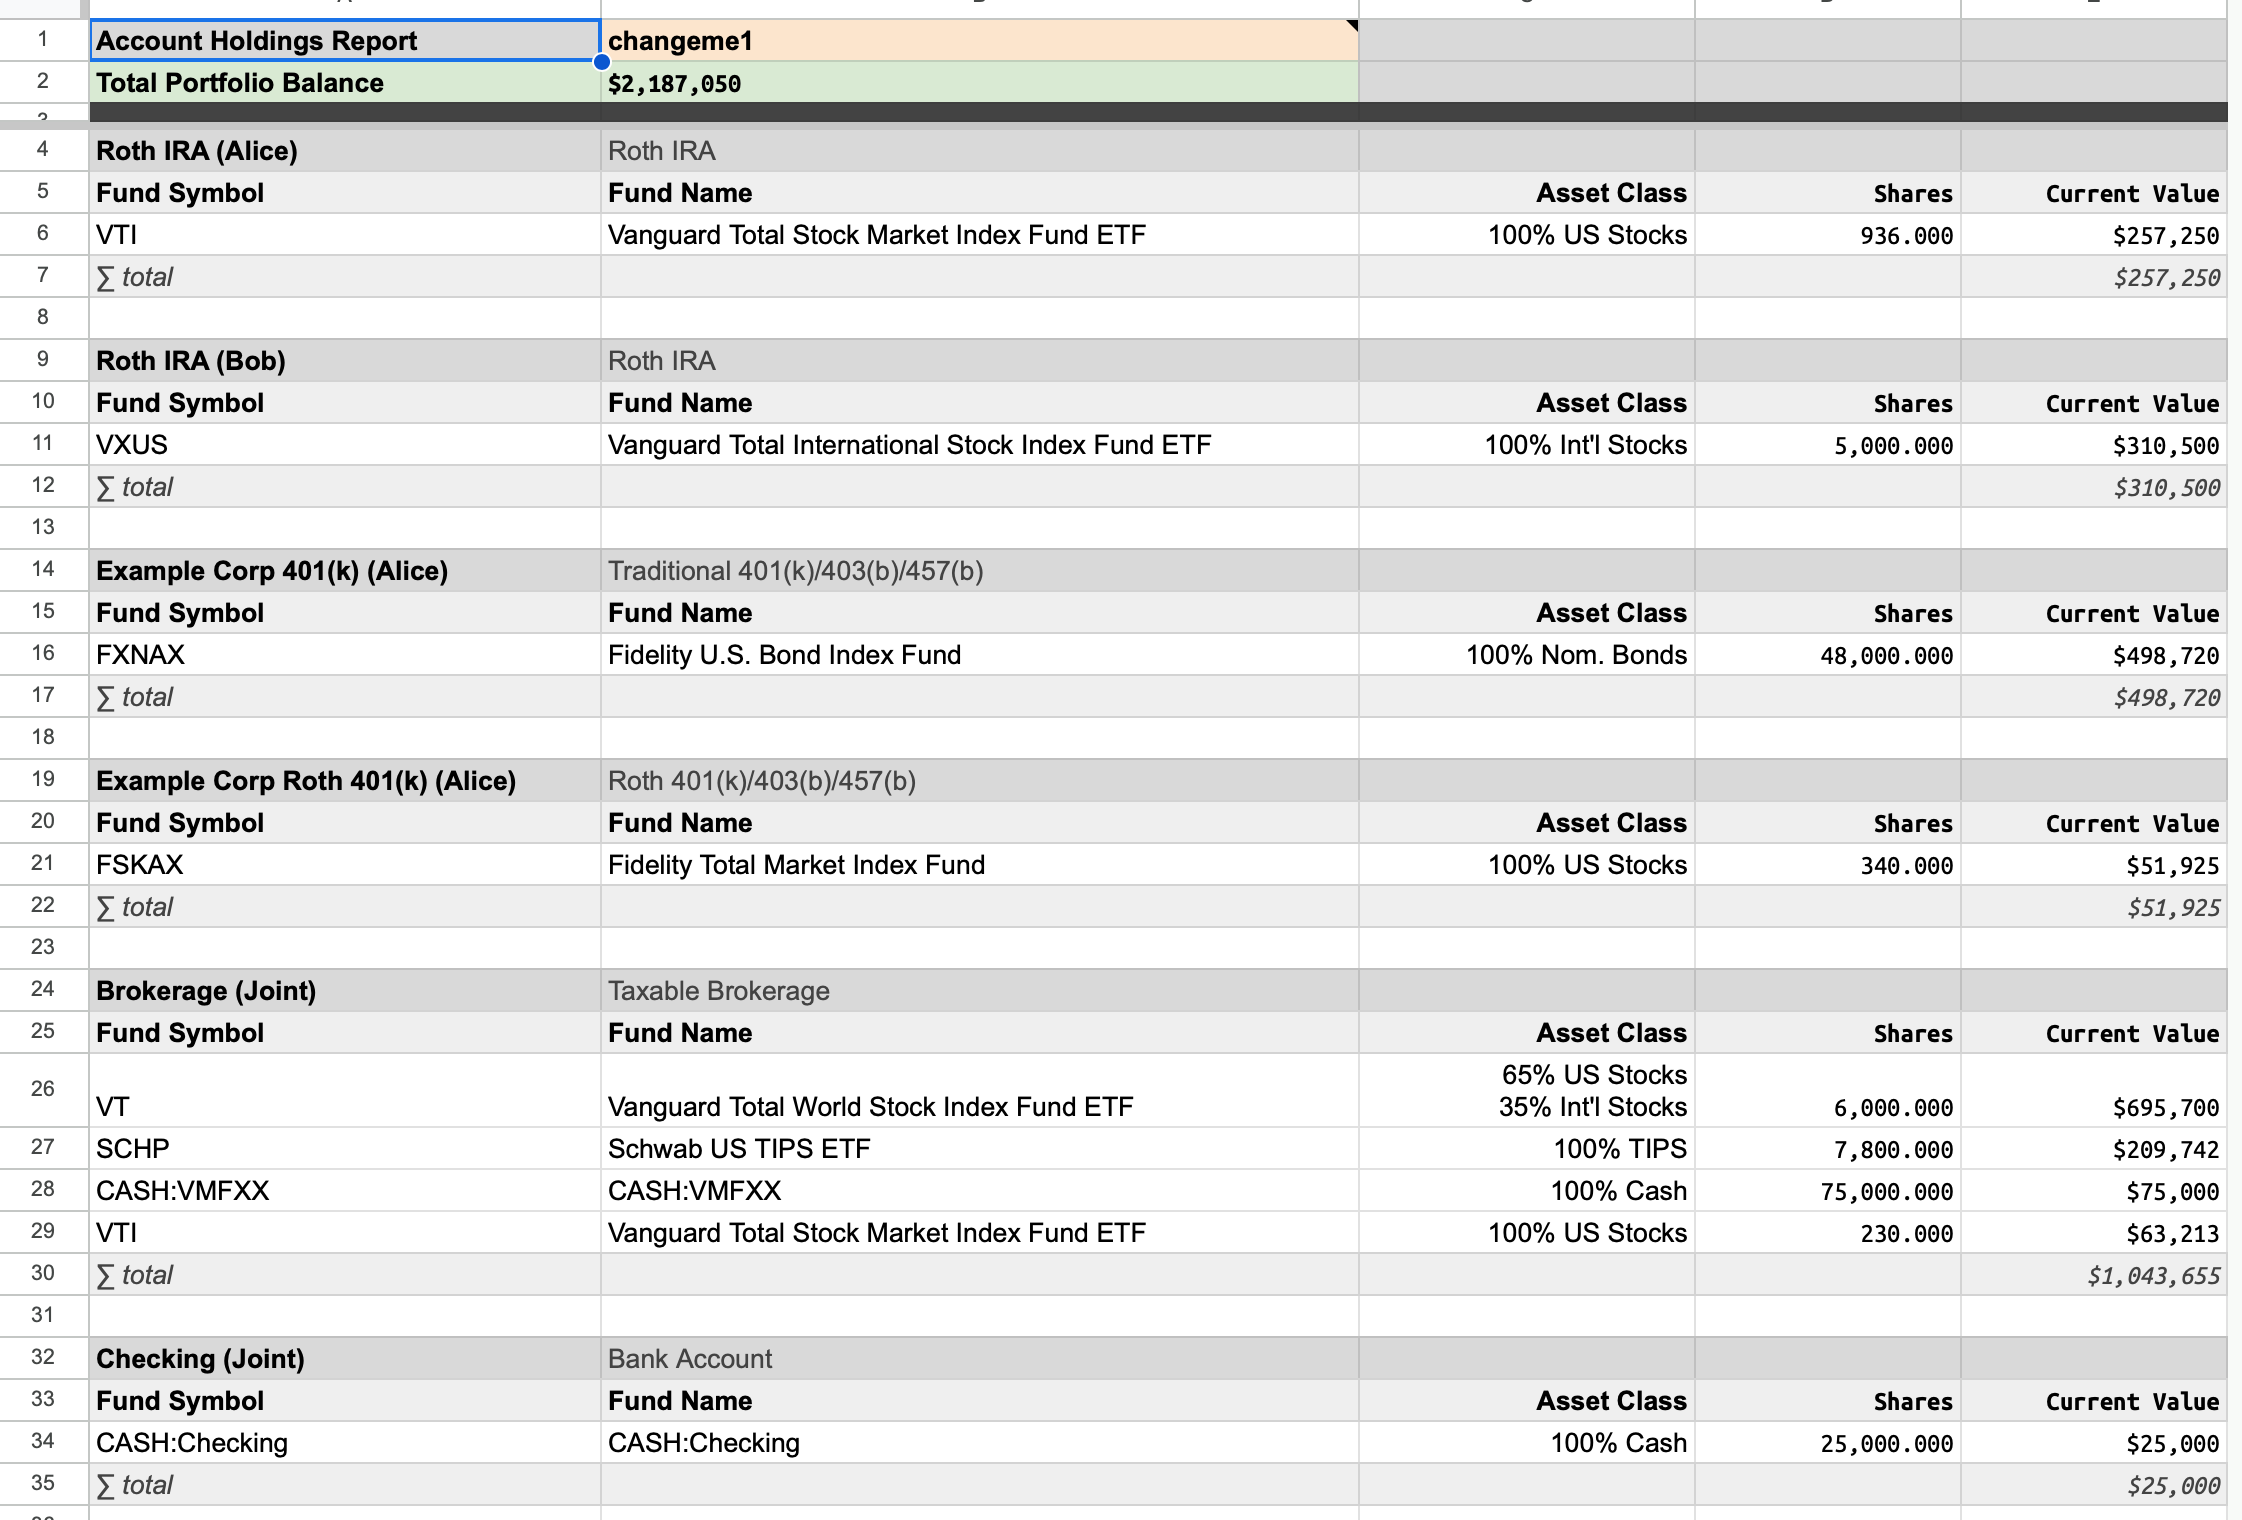 1 Account Holdings Report changeme1
2 Total Portfolio Balance $2,187,050
4 Roth IRA (Alice) Roth IRA
5 Fund Symbol Fund Name Asset Class Shares Current Value
6 VTI Vanguard Total Stock Market Index Fund ETF 100% US Stocks 936.000 $257,250
7 ∑ total $257,250
8
9 Roth IRA (Bob) Roth IRA
10 Fund Symbol Fund Name Asset Class Shares Current Value
11 VXUS Vanguard Total International Stock Index Fund ETF 100% Int'l Stocks 5,000.000 $310,500
12 ∑ total $310,500
13
14 Example Corp 401(k) (Alice) Traditional 401(k)/403(b)/457(b)
15 Fund Symbol Fund Name Asset Class Shares Current Value
16 FXNAX Fidelity U.S. Bond Index Fund 100% Nom. Bonds 48,000.000 $498,720
17 ∑ total $498,720
18
19 Example Corp Roth 401(k) (Alice) Roth 401(k)/403(b)/457(b)
20 Fund Symbol Fund Name Asset Class Shares Current Value
21 FSKAX Fidelity Total Market Index Fund 100% US Stocks 340.000 $51,925
22 ∑ total $51,925
23
24 Brokerage (Joint) Taxable Brokerage
25 Fund Symbol Fund Name Asset Class Shares Current Value
65% US Stocks
26 VT Vanguard Total World Stock Index Fund ETF 35% Int'l Stocks 6,000.000 $695,700
27 SCHP Schwab US TIPS ETF 100% TIPS 7,800.000 $209,742
28 CASH:VMFXX CASH:VMFXX 100% Cash 75,000.000 $75,000
29 VTI Vanguard Total Stock Market Index Fund ETF 100% US Stocks 230.000 $63,213
30 ∑ total $1,043,655
31
32 Checking (Joint) Bank Account
33 Fund Symbol Fund Name Asset Class Shares Current Value
34 CASH:Checking CASH:Checking 100% Cash 25,000.000 $25,000
35 ∑ total $25,000